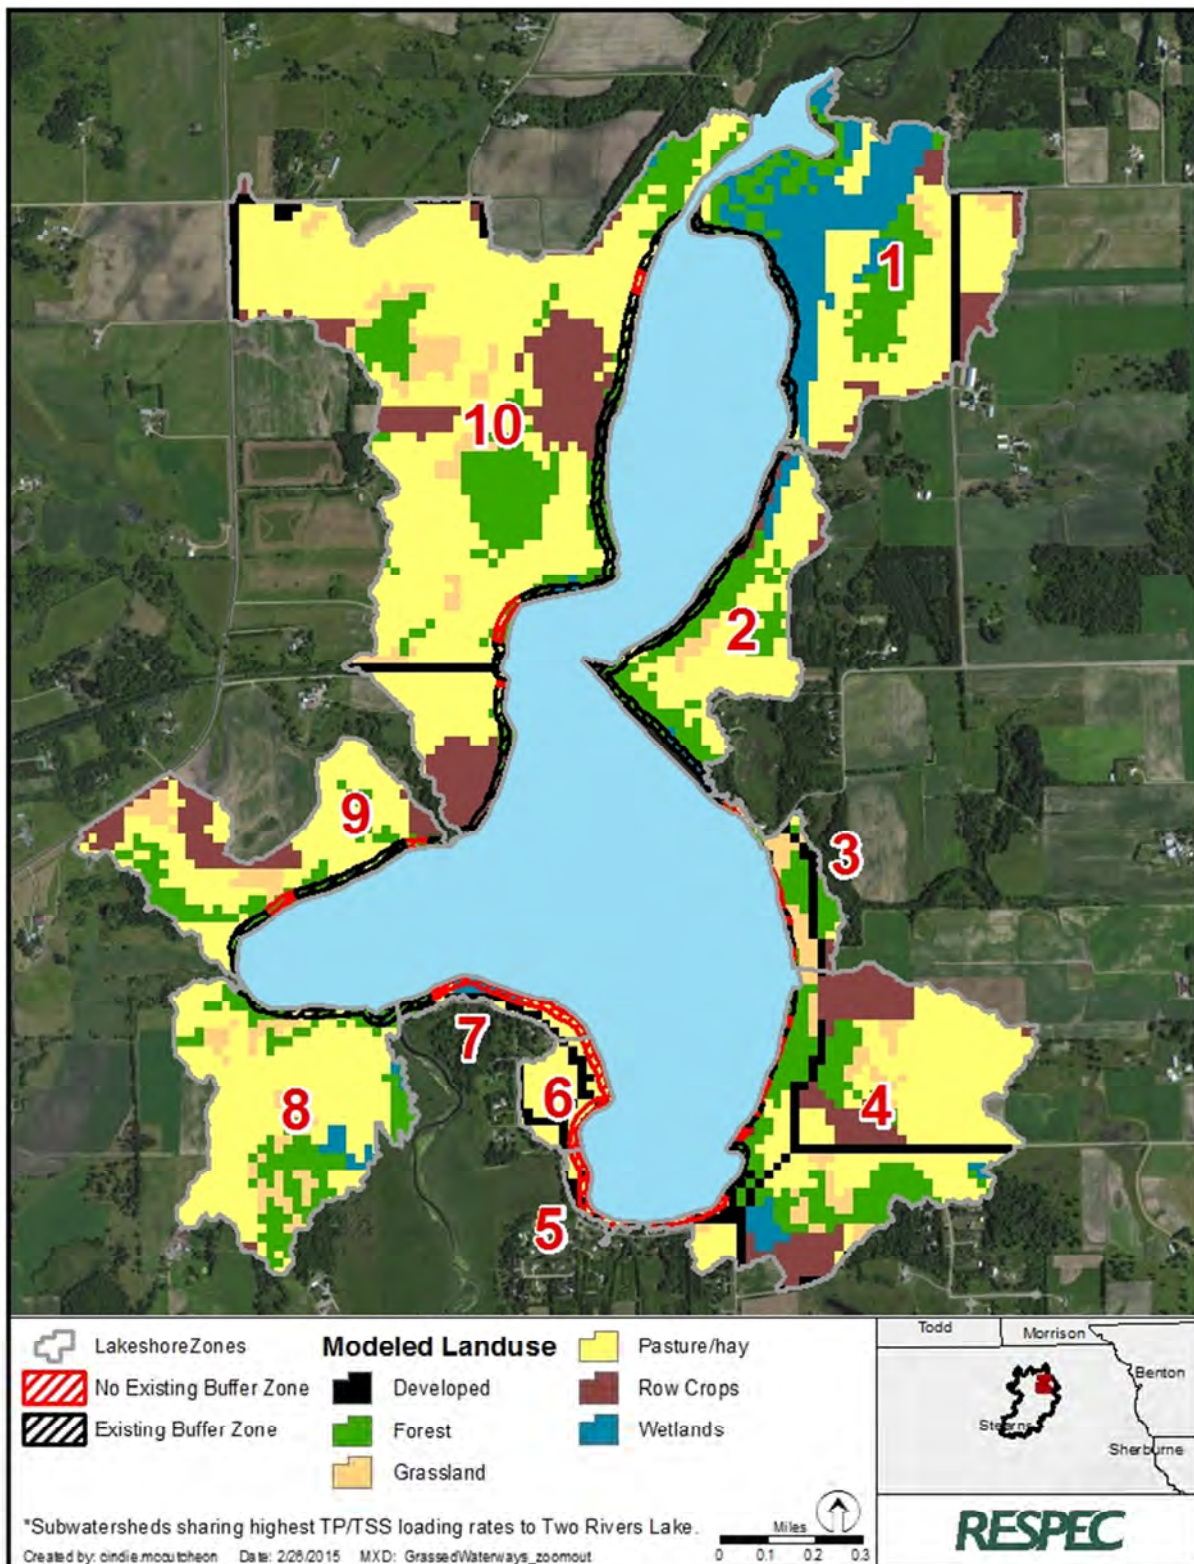 1
10
2
9
3
7
6
4
8
5
LakeshoreZones
No Existing Buffer Zone
Existing Buffer Zone
Modeled Landuse
Developed
Forest
Grassland
Pasture/hay
Row Crops
Wetlands
Todd
Morrison
Benton
Stearns
Sherburne
*Subwatersheds sharing highest TP/TSS loading rates to Two Rivers Lake.
Created by: cindie.mccutcheon Date: 2/26/2015 MXD: GrassedWaterways_zoomout
Miles
0 0.1 0.2 0.3
RESPEC